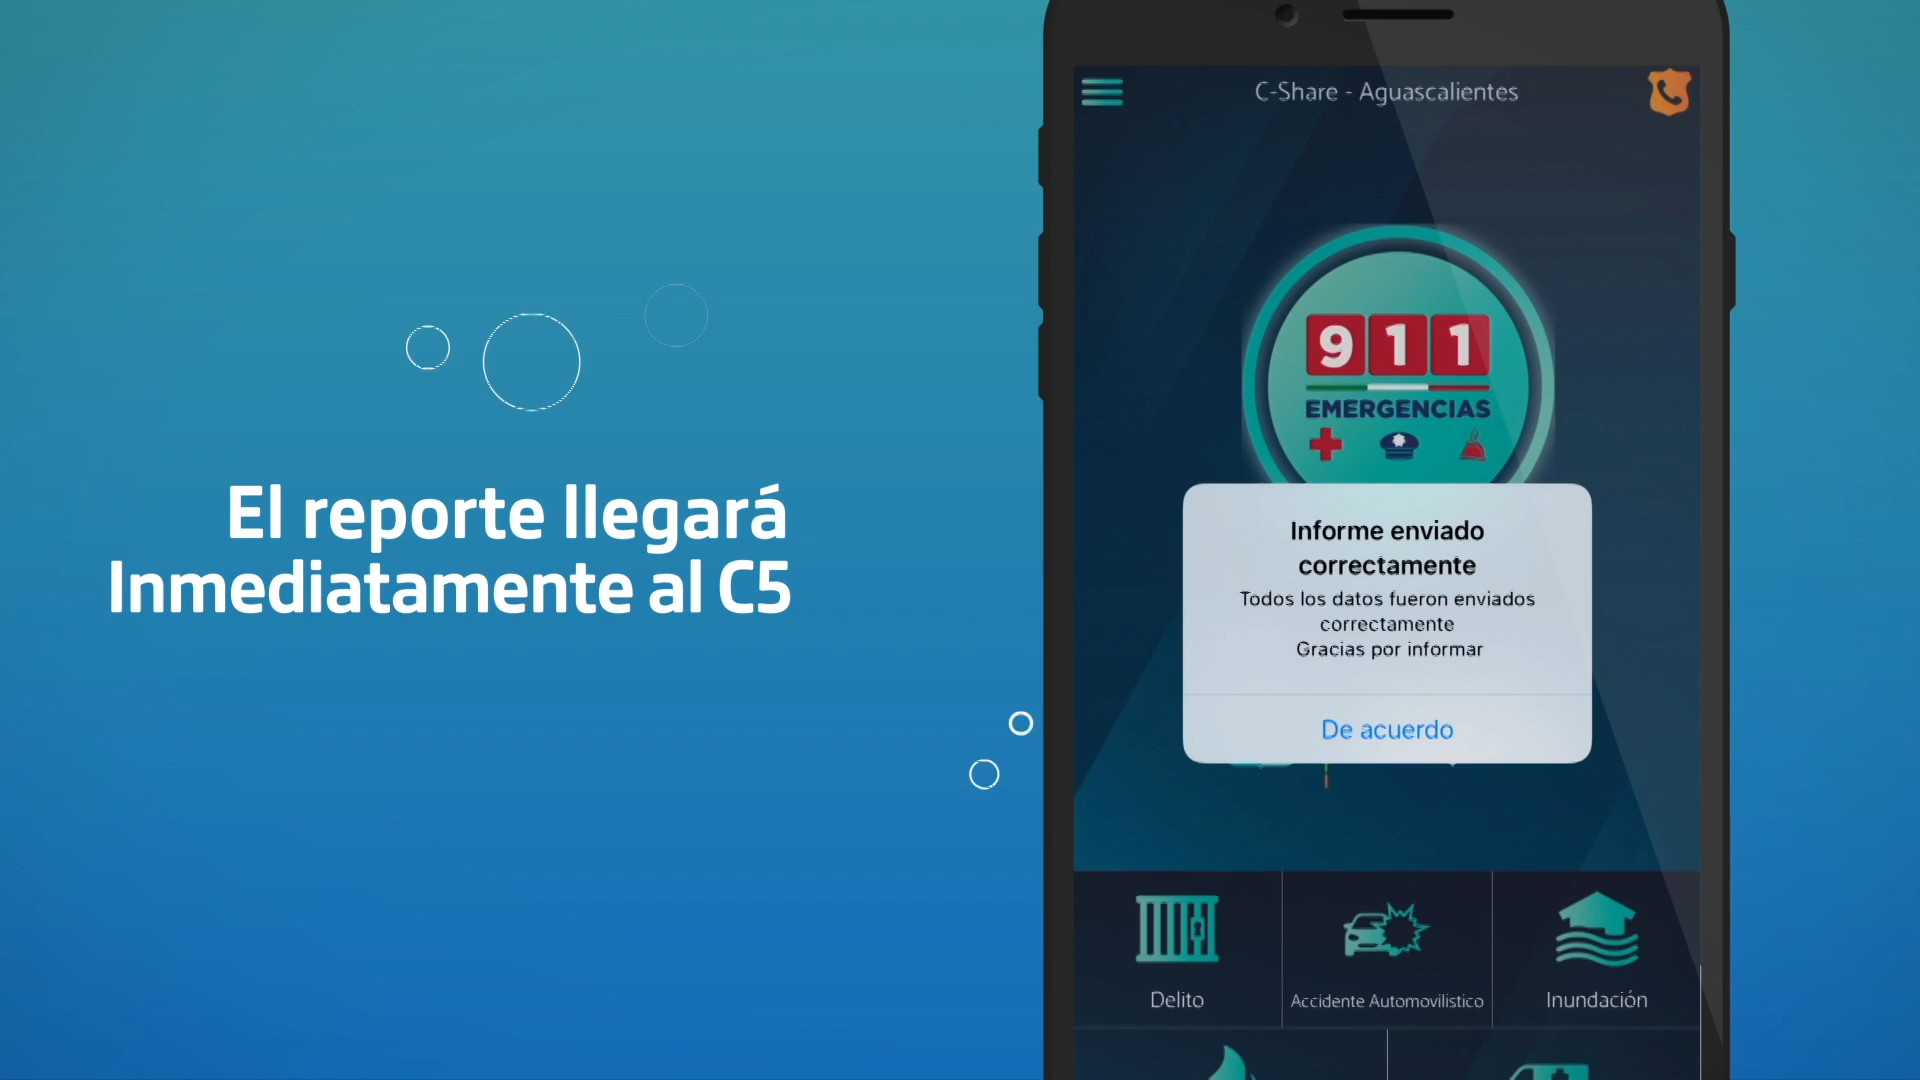 El reporte llegará
Inmediatamente al C5
C-Share - Aguascalientes
911
EMERGENCIAS
Informe enviado
correctamente
Todos los datos fueron enviados
correctamente
Gracias por informar
De acuerdo
Delito
Accidente Automovilistico
Inundación